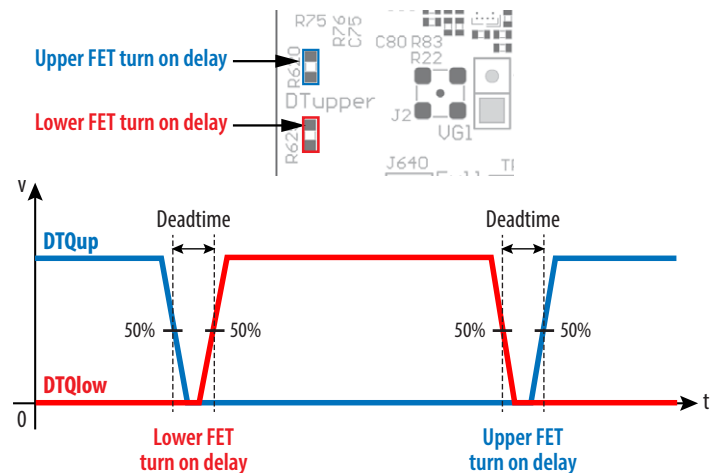 R75
R76
C75
C80 R83
R22
Upper FET turn on delay
R620
DTupper
Lower FET turn on delay
J2
VG1
J640
v
Deadtime
Deadtime
DTQup
50%
50%
50%
50%
DTQlow
0
t
Lower FET
turn on delay
Upper FET
turn on delay